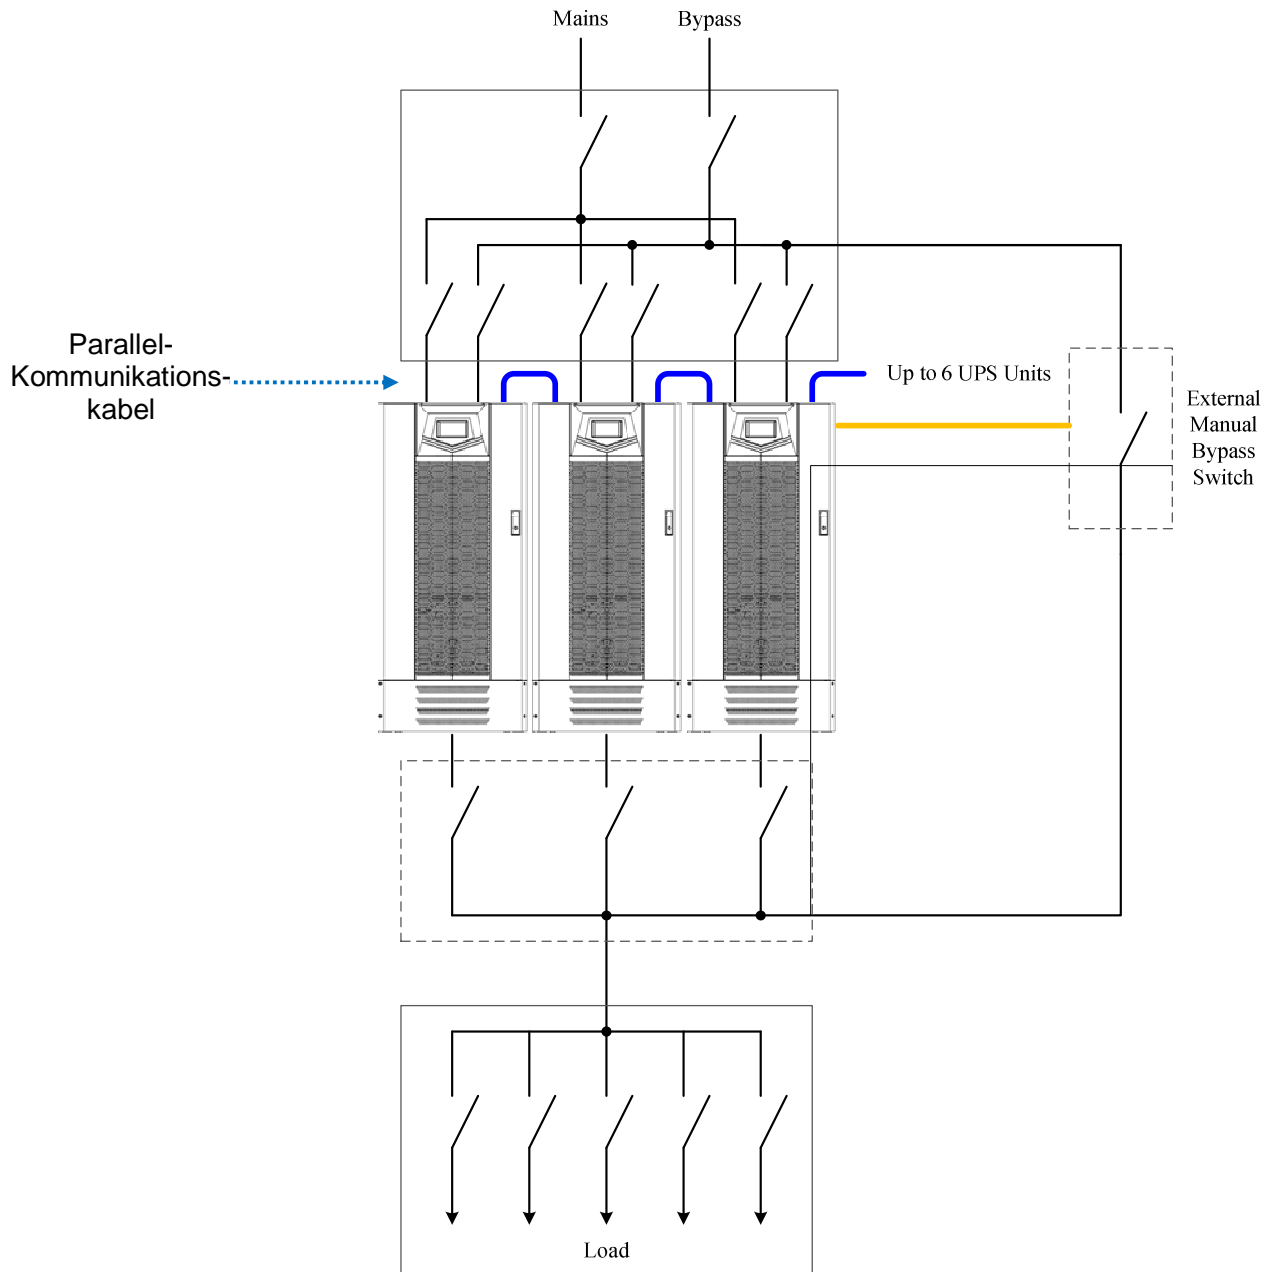 Mains
Bypass
Parallel-
Kommunikations-
kabel
Up to 6 UPS Units
External
Manual
Bypass
Switch
Load